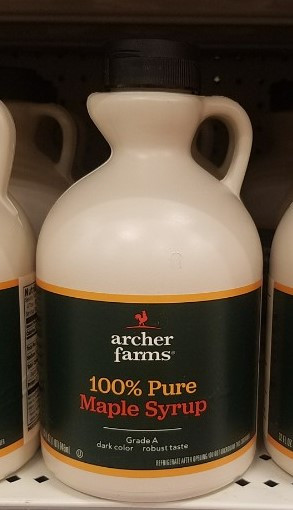 archer
farms®
100% Pure
Maple Syrup
Grade A
dark color robust taste